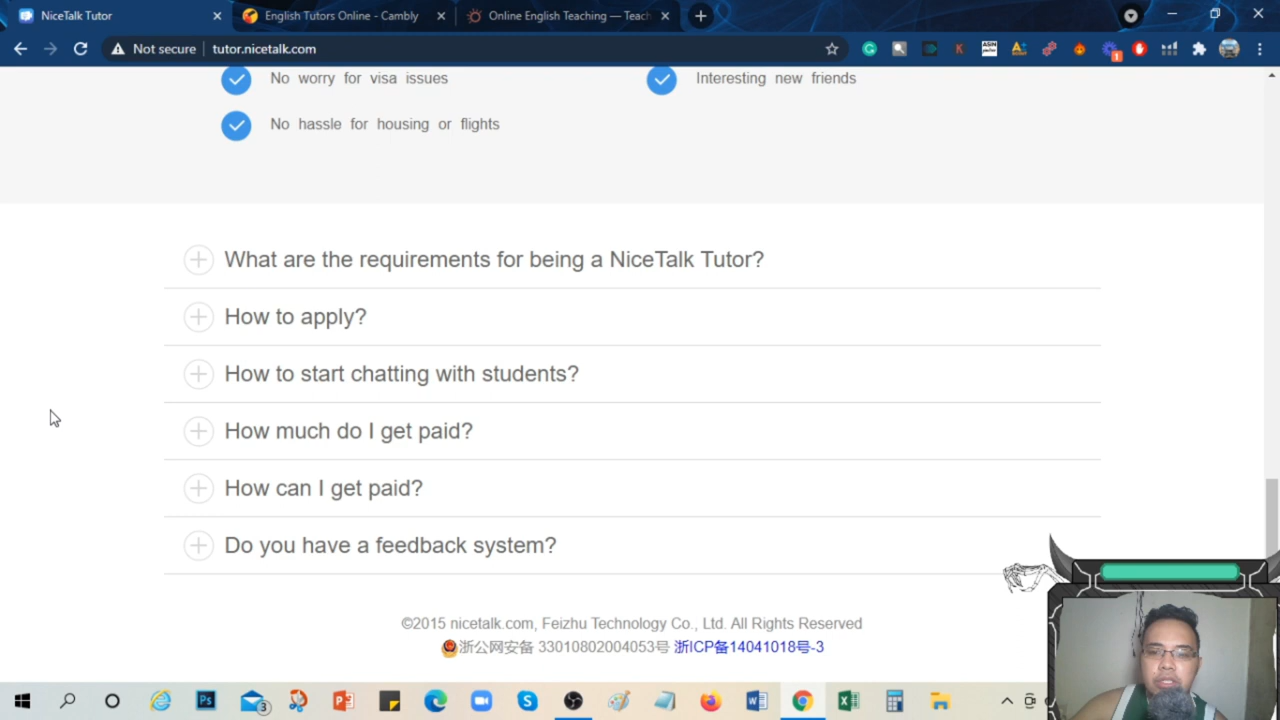 NiceTalk Tutor
English Tutors Online - Cambly
Online English Teaching — Teach
Not secure
tutor.nicetalk.com
No worry for visa issues
Interesting new friends
No hassle for housing or flights
What are the requirements for being a NiceTalk Tutor?
How to apply?
How to start chatting with students?
How much do I get paid?
How can I get paid?
Do you have a feedback system?
©2015 nicetalk.com, Feizhu Technology Co., Ltd. All Rights Reserved
浙公网安备 33010802004053号 浙ICP备14041018号-3
3